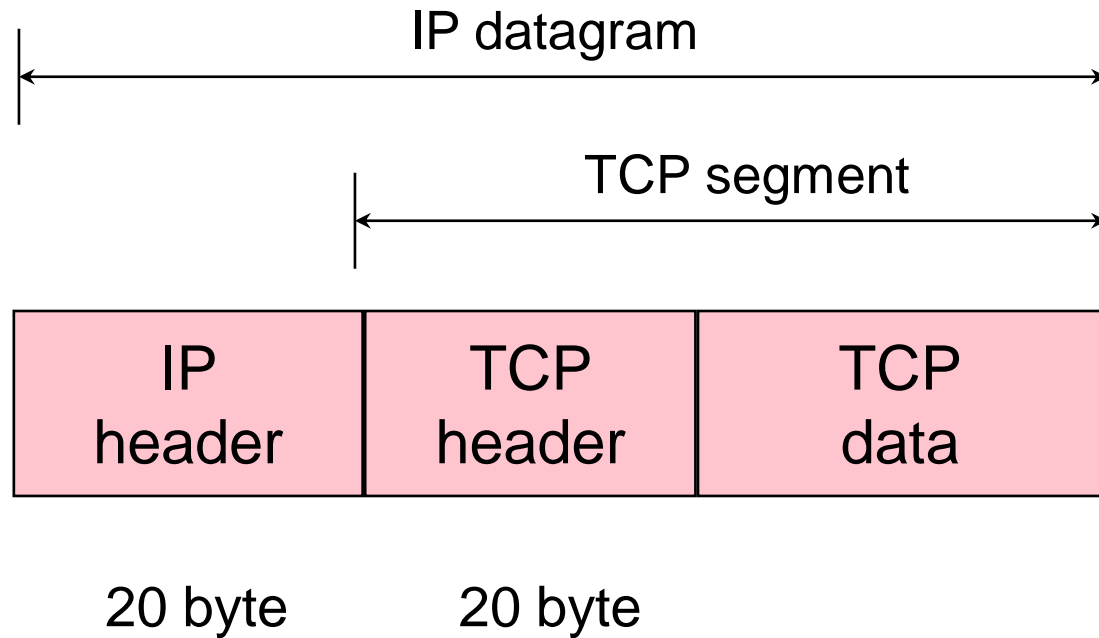 IP datagram
TCP segment
IP
header
TCP
header
TCP
data
20 byte
20 byte